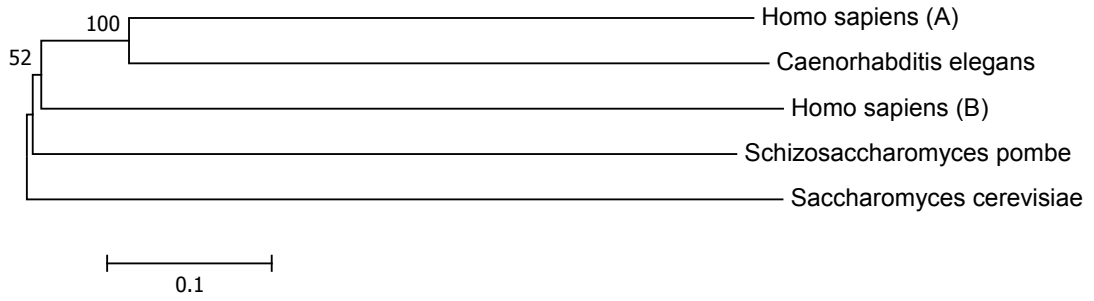 Homo sapiens (A)
100
52
Caenorhabditis elegans
Homo sapiens (B)
Schizosaccharomyces pombe
Saccharomyces cerevisiae
0.1